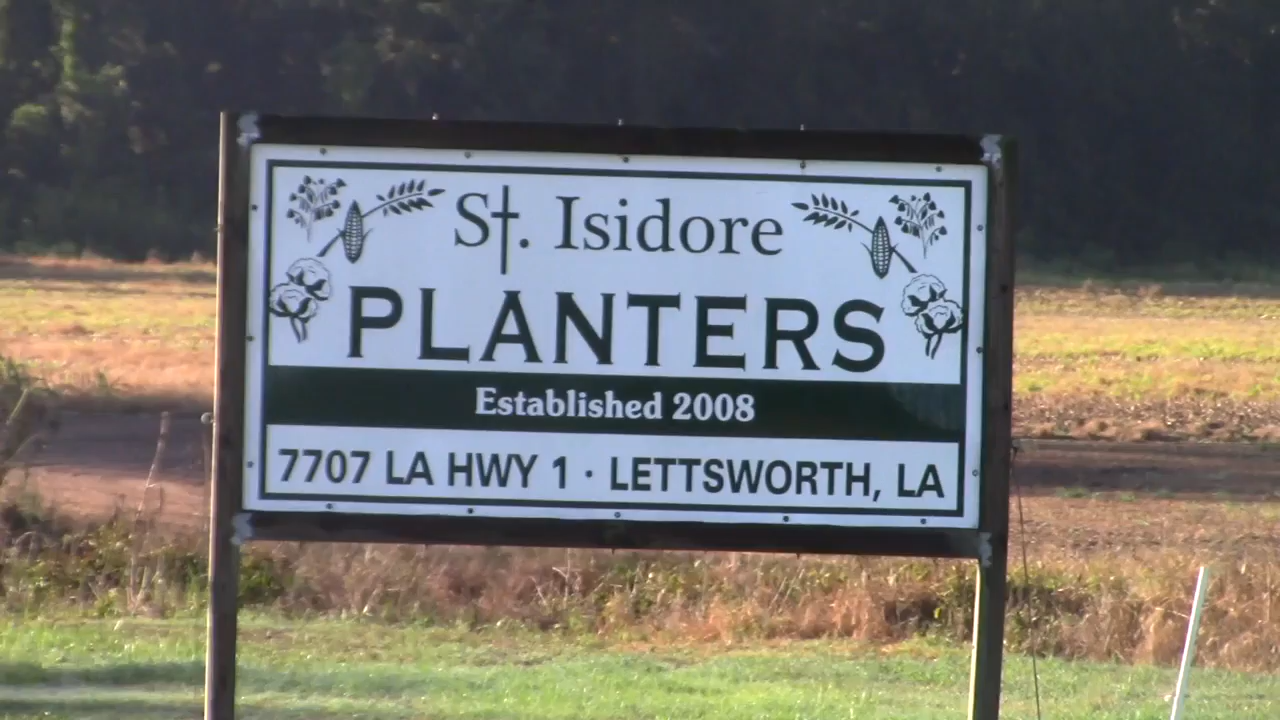 St. Isidore
PLANTERS
Established 2008
7707 LA HWY 1 · LETTSWORTH, LA